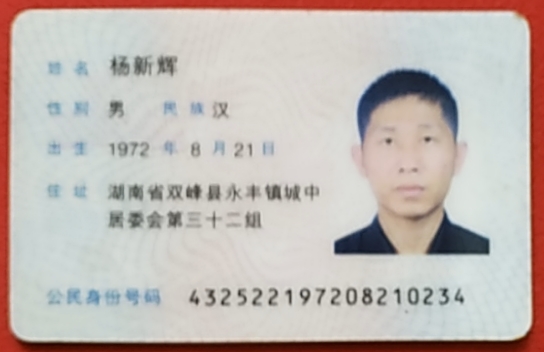 姓名 杨新辉
性别 男 民族 汉
出生 1972 年 8 月 21 日
住址 湖南省双峰县永丰镇城中
居委会第三十二组
公民身份号码 432522197208210234